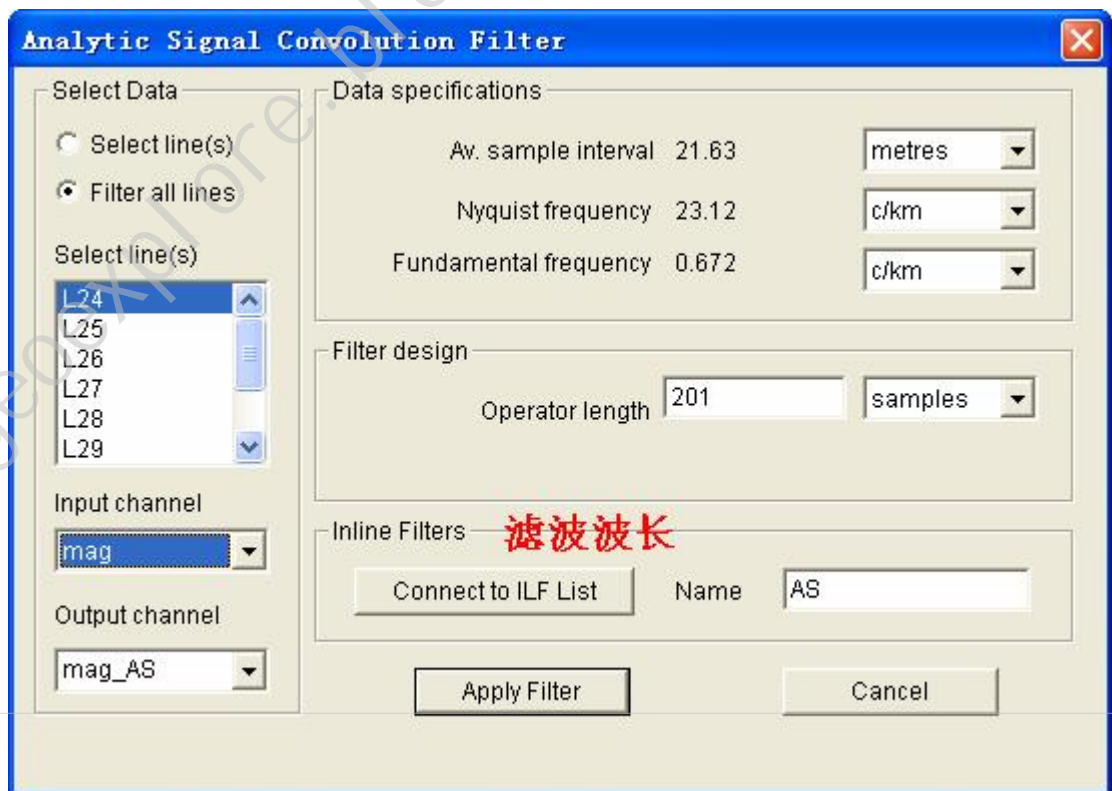 Analytic Signal Convolution Filter
Select Data
Select line(s)
Filter all lines
Select line(s)
L24
L25
L26
L27
L28
L29
Input channel
mag
Output channel
mag_AS
Data specifications
Av. sample interval 21.63 metres
Nyquist frequency 23.12 c/km
Fundamental frequency 0.672 c/km
Filter design
Operator length 201 samples
Inline Filters 滤波波长
Connect to ILF List Name AS
Apply Filter Cancel
geoexplore.